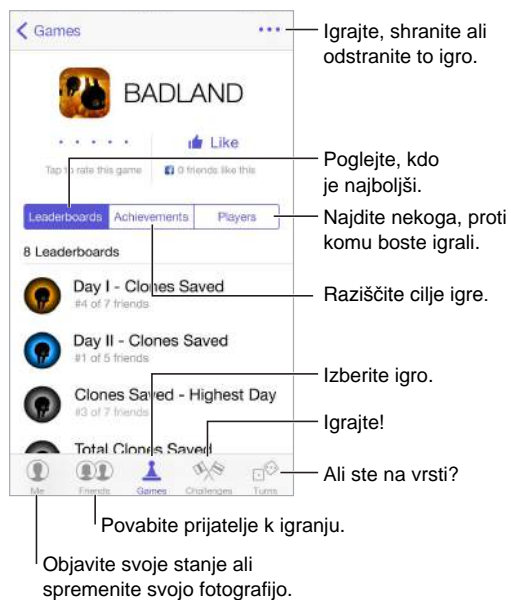 Games
Igrajte, shranite ali
odstranite to igro.
BADLAND
Like
Tap to rate this game
0 friends like this
Poglejte, kdo
je najboljši.
Leaderboards
Achievements
Players
Najdite nekoga, proti
komu boste igrali.
8 Leaderboards
Raziščite cilje igre.
Day I - Clones Saved
#4 of 7 friends
Day II - Clones Saved
#1 of 5 friends
Izberite igro.
Clones Saved - Highest Day
#3 of 7 friends
Igrajte!
Total Clones Saved
Ali ste na vrsti?
Me
Friends
Games
Challenges
Turns
Povabite prijatelje k igranju.
Objavite svoje stanje ali
spremenite svojo fotografijo.